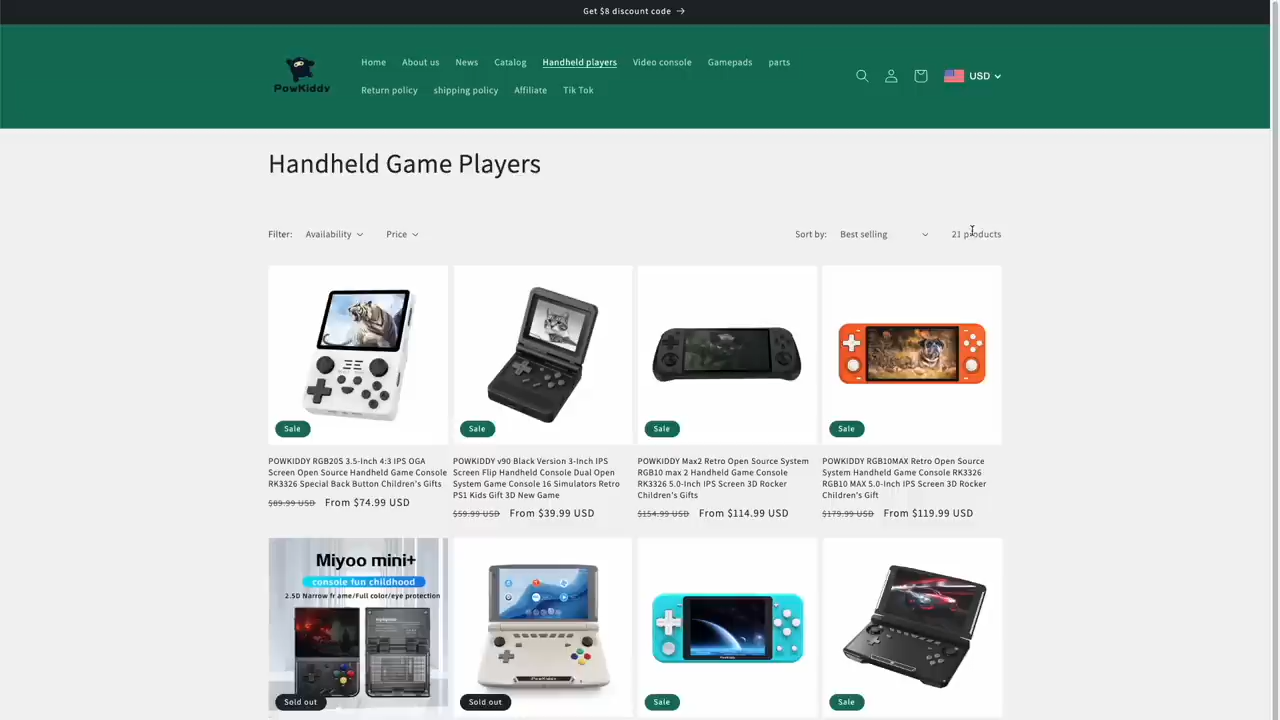 Get $8 discount code →
Home About us News Catalog Handheld players Video console Gamepads parts
PowKiddy
USD
Return policy shipping policy Affiliate Tik Tok
Handheld Game Players
Filter: Availability Price Sort by: Best selling 21 products
Sale
Sale
Sale
Sale
POWKIDDY RGB20S 3.5-Inch 4:3 IPS OGA
Screen Open Source Handheld Game Console
RK3326 Special Back Button Children's Gifts
$89.99 USD From $74.99 USD
POWKIDDY v90 Black Version 3-Inch IPS
Screen Flip Handheld Console Dual Open
System Game Console 16 Simulators Retro
PS1 Kids Gift 3D New Game
$59.99 USD From $39.99 USD
POWKIDDY Max2 Retro Open Source System
RGB10 max 2 Handheld Game Console
RK3326 5.0-Inch IPS Screen 3D Rocker
Children's Gifts
$154.99 USD From $114.99 USD
POWKIDDY RGB10MAX Retro Open Source
System Handheld Game Console RK3326
RGB10 MAX 5.0-Inch IPS Screen 3D Rocker
Children's Gift
$179.99 USD From $119.99 USD
Miyoo mini+
console fun childhood
2.5D Narrow fr ame/Full color/eye protection
Sold out
PowKiddy
Sold out
Sale
Sale